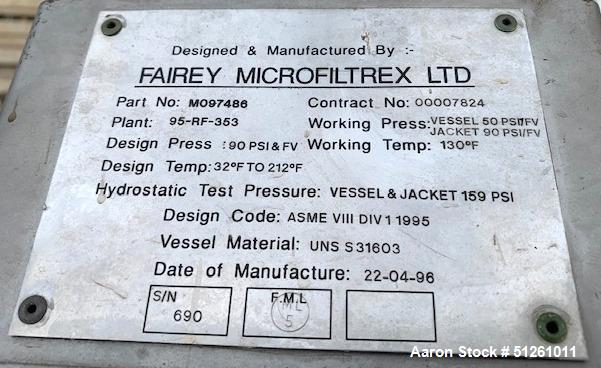 Designed & Manufactured By :-
FAIREY MICROFILTREX LTD
Part No: M097486 Contract No: 00007824
Plant: 95-RF-353 Working Press: VESSEL 50 PSI/FV
JACKET 90 PSI/FV
Design Press : 90 PSI & FV Working Temp: 130°F
Design Temp: 32°F TO 212°F
Hydrostatic Test Pressure: VESSEL & JACKET 159 PSI
Design Code: ASME VIII DIV 1 1995
Vessel Material: UNS S31603
Date of Manufacture: 22-04-96
S/N F.M.L
690 ML
5
Aaron Stock # 51261011